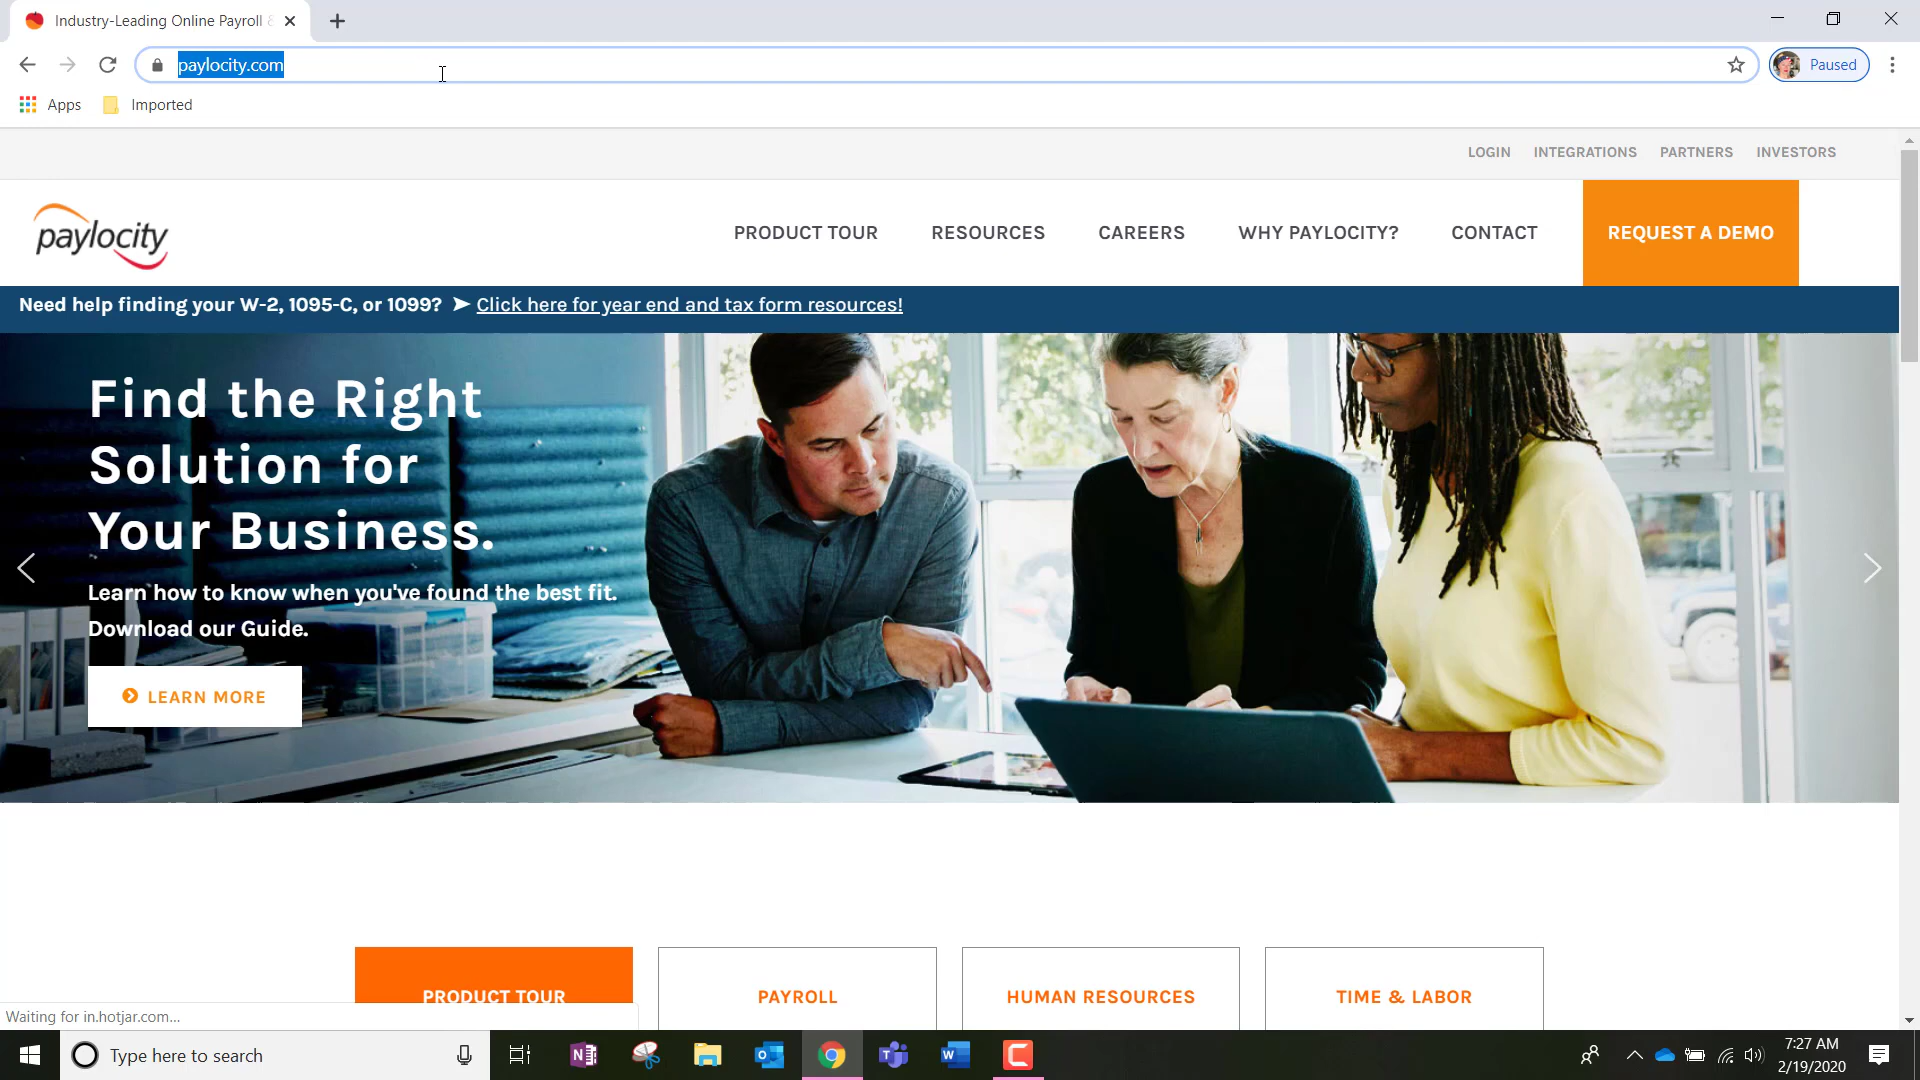 Industry-Leading Online Payroll &
paylocity.com
Paused
Apps
Imported
LOGIN
INTEGRATIONS
PARTNERS
INVESTORS
paylocity
PRODUCT TOUR
RESOURCES
CAREERS
WHY PAYLOCITY?
CONTACT
REQUEST A DEMO
Need help finding your W-2, 1095-C, or 1099? ➤ Click here for year end and tax form resources!
Find the Right
Solution for
Your Business.
Learn how to know when you've found the best fit.
Download our Guide.
LEARN MORE
PRODUCT TOUR
PAYROLL
HUMAN RESOURCES
TIME & LABOR
Waiting for in.hotjar.com...
Type here to search
7:27 AM
2/19/2020